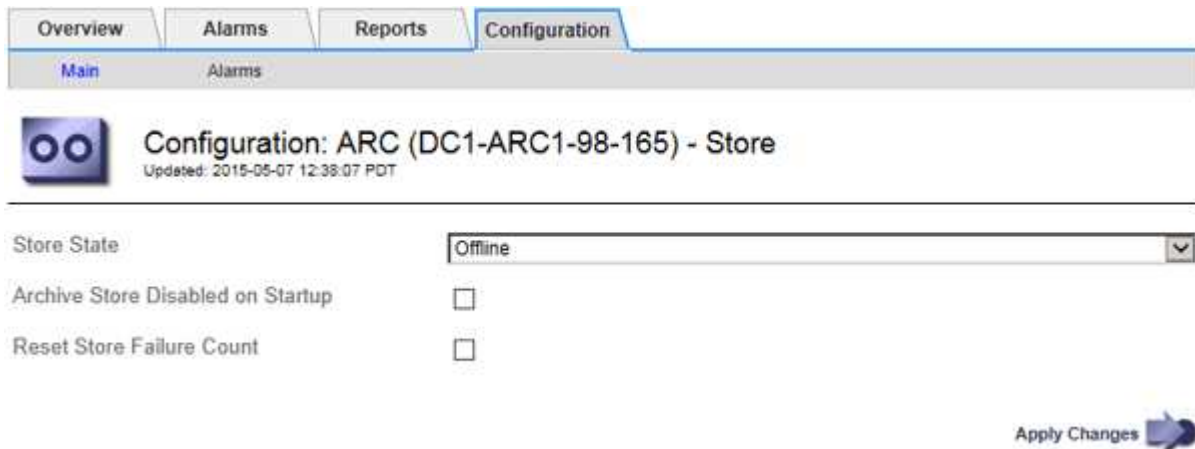 Overview Alarms Reports Configuration
Main Alarms
Configuration: ARC (DC1-ARC1-98-165) - Store
Updated: 2015-05-07 12:38:07 PDT
Store State Offline
Archive Store Disabled on Startup
Reset Store Failure Count
Apply Changes